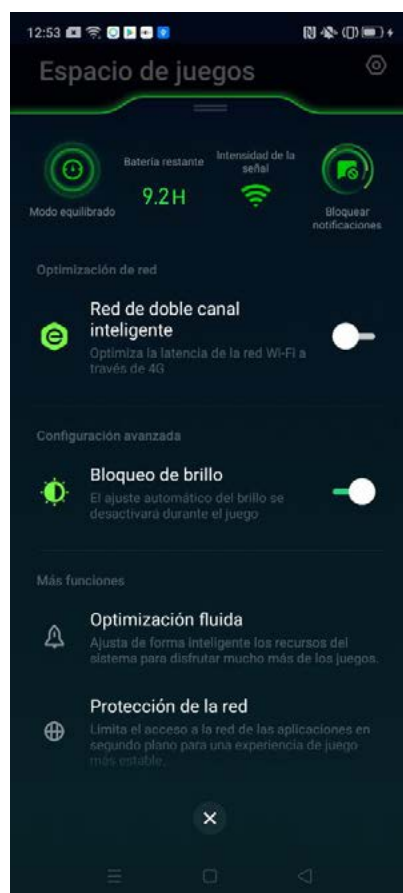 12:53
Espacio de juegos
Batería restante
Intensidad de la
señal
9.2H
Modo equilibrado
Bloquear
notificaciones
Optimización de red
Red de doble canal
inteligente
Optimiza la latencia de la red Wi-Fi a
través de 4G
Configuración avanzada
Bloqueo de brillo
El ajuste automático del brillo se
desactivará durante el juego
Más funciones
Optimización fluida
Ajusta de forma inteligente los recursos del
sistema para disfrutar mucho más de los juegos.
Protección de la red
Limita el acceso a la red de las aplicaciones en
segundo plano para una experiencia de juego
más estable.